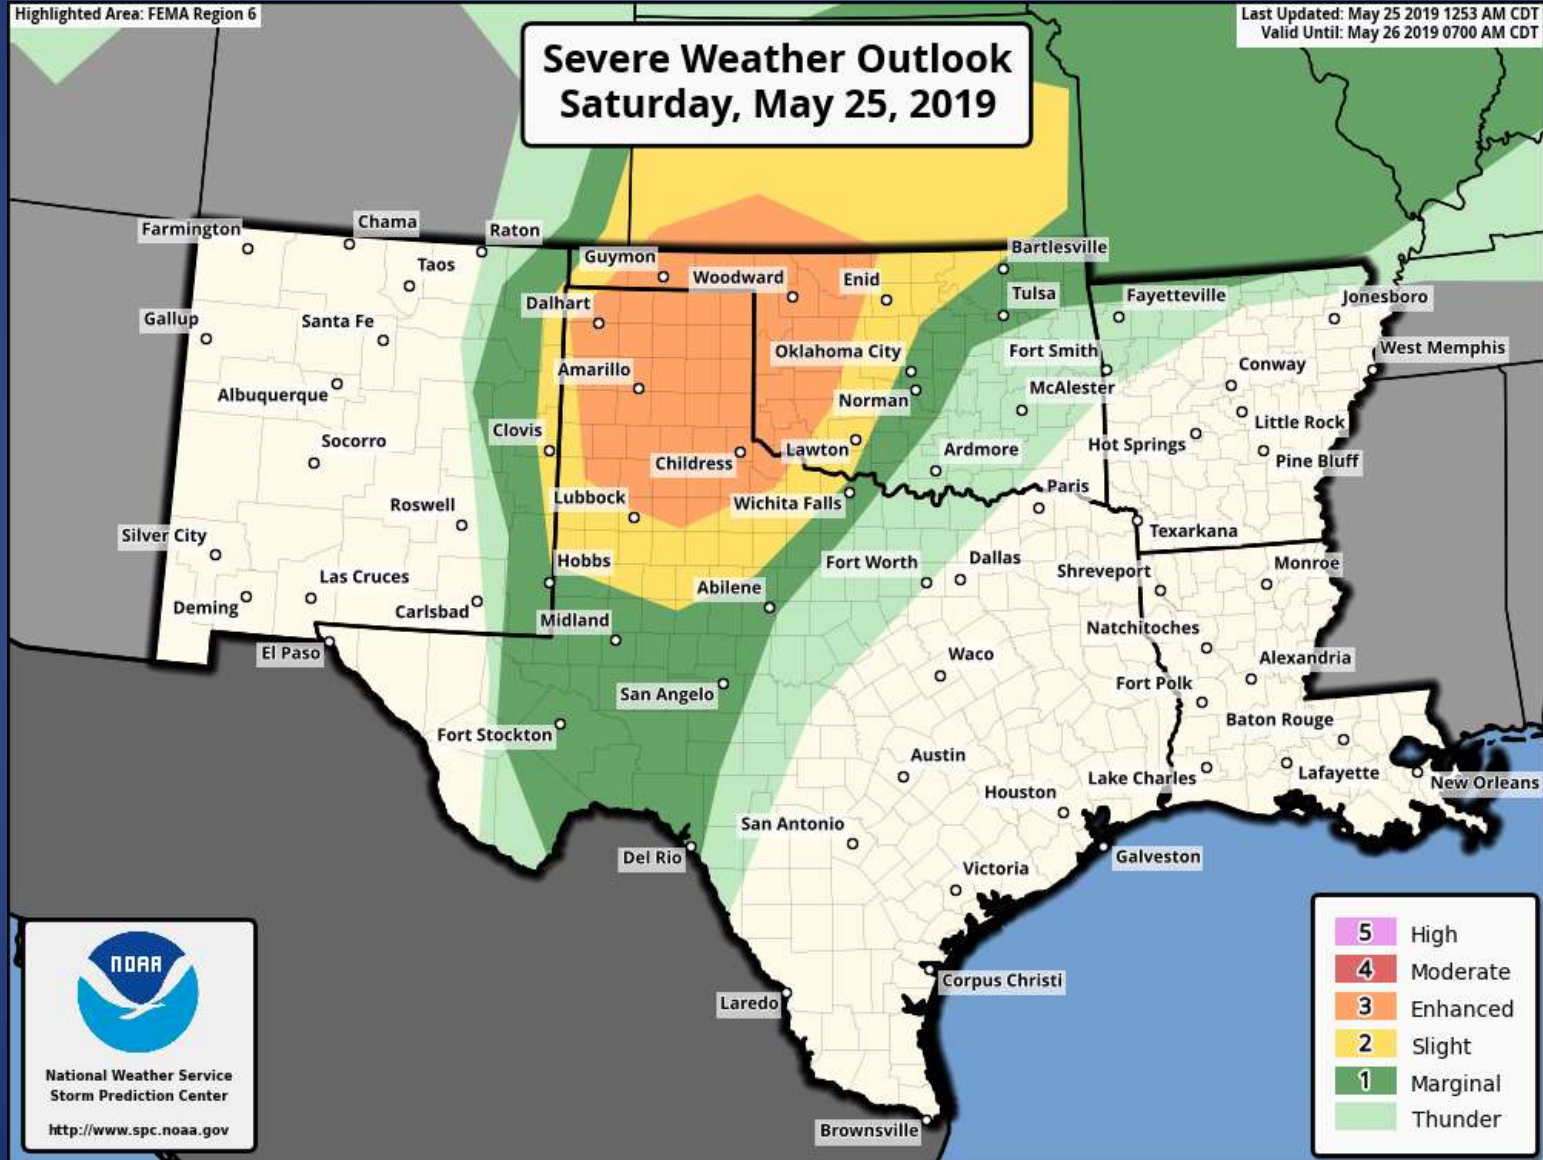 Highlighted Area: FEMA Region 6
Last Updated: May 25 2019 1253 AM CDT
Valid Until: May 26 2019 0700 AM CDT
Severe Weather Outlook
Saturday, May 25, 2019
Farmington
Chama
Raton
Taos
Guymon
Woodward
Enid
Bartlesville
Dalhart
Tulsa
Fayetteville
Jonesboro
Gallup
Santa Fe
Oklahoma City
Fort Smith
West Memphis
Amarillo
Conway
Albuquerque
Norman
McAlester
Little Rock
Clovis
Socorro
Lawton
Ardmore
Hot Springs
Pine Bluff
Childress
Paris
Roswell
Lubbock
Wichita Falls
Texarkana
Silver City
Hobbs
Fort Worth
Dallas
Shreveport
Monroe
Las Cruces
Abilene
Deming
Carlsbad
Midland
Natchitoches
El Paso
Waco
Alexandria
San Angelo
Fort Polk
Fort Stockton
Baton Rouge
Austin
Lake Charles
Lafayette
New Orleans
Houston
San Antonio
Del Rio
Galveston
Victoria
Corpus Christi
Laredo
Brownsville
NOAA
National Weather Service
Storm Prediction Center
http://www.spc.noaa.gov
5 High
4 Moderate
3 Enhanced
2 Slight
1 Marginal
Thunder